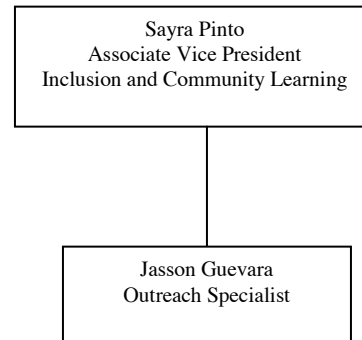 Sayra Pinto
Associate Vice President
Inclusion and Community Learning
Jasson Guevara
Outreach Specialist